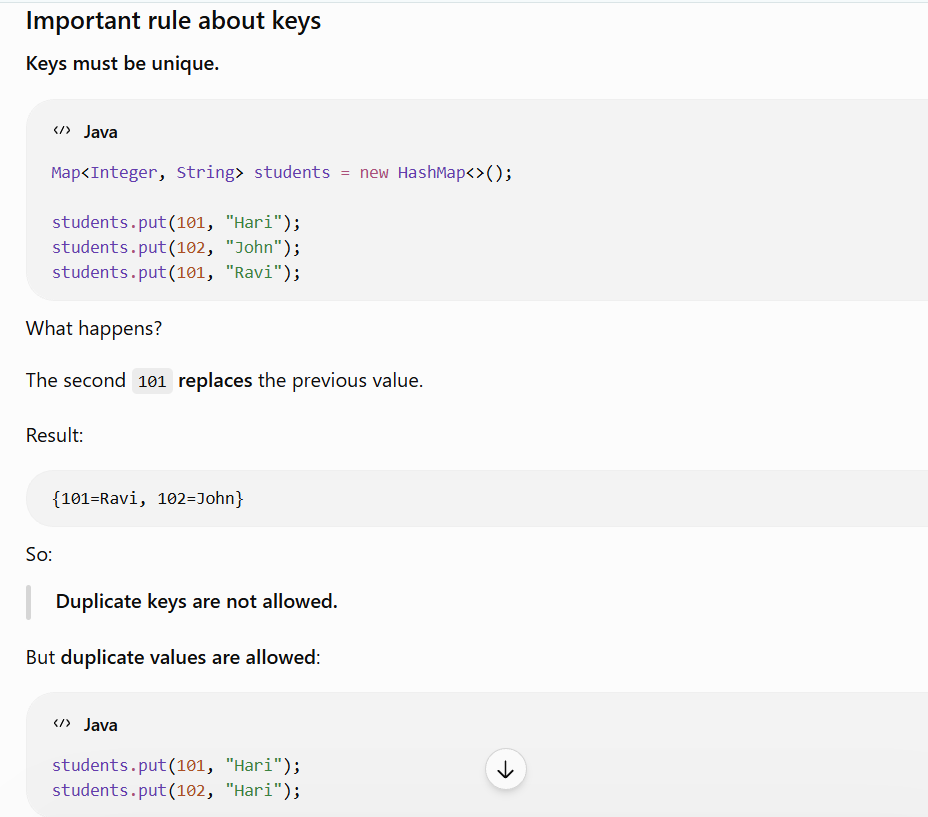 Important rule about keys
Keys must be unique.
Java
Map<Integer, String> students = new HashMap<>();
students.put(101, "Hari");
students.put(102, "John");
students.put(101, "Ravi");
What happens?
The second 101 replaces the previous value.
Result:
{101=Ravi, 102=John}
So:
Duplicate keys are not allowed.
But duplicate values are allowed:
Java
students.put(101, "Hari");
students.put(102, "Hari");